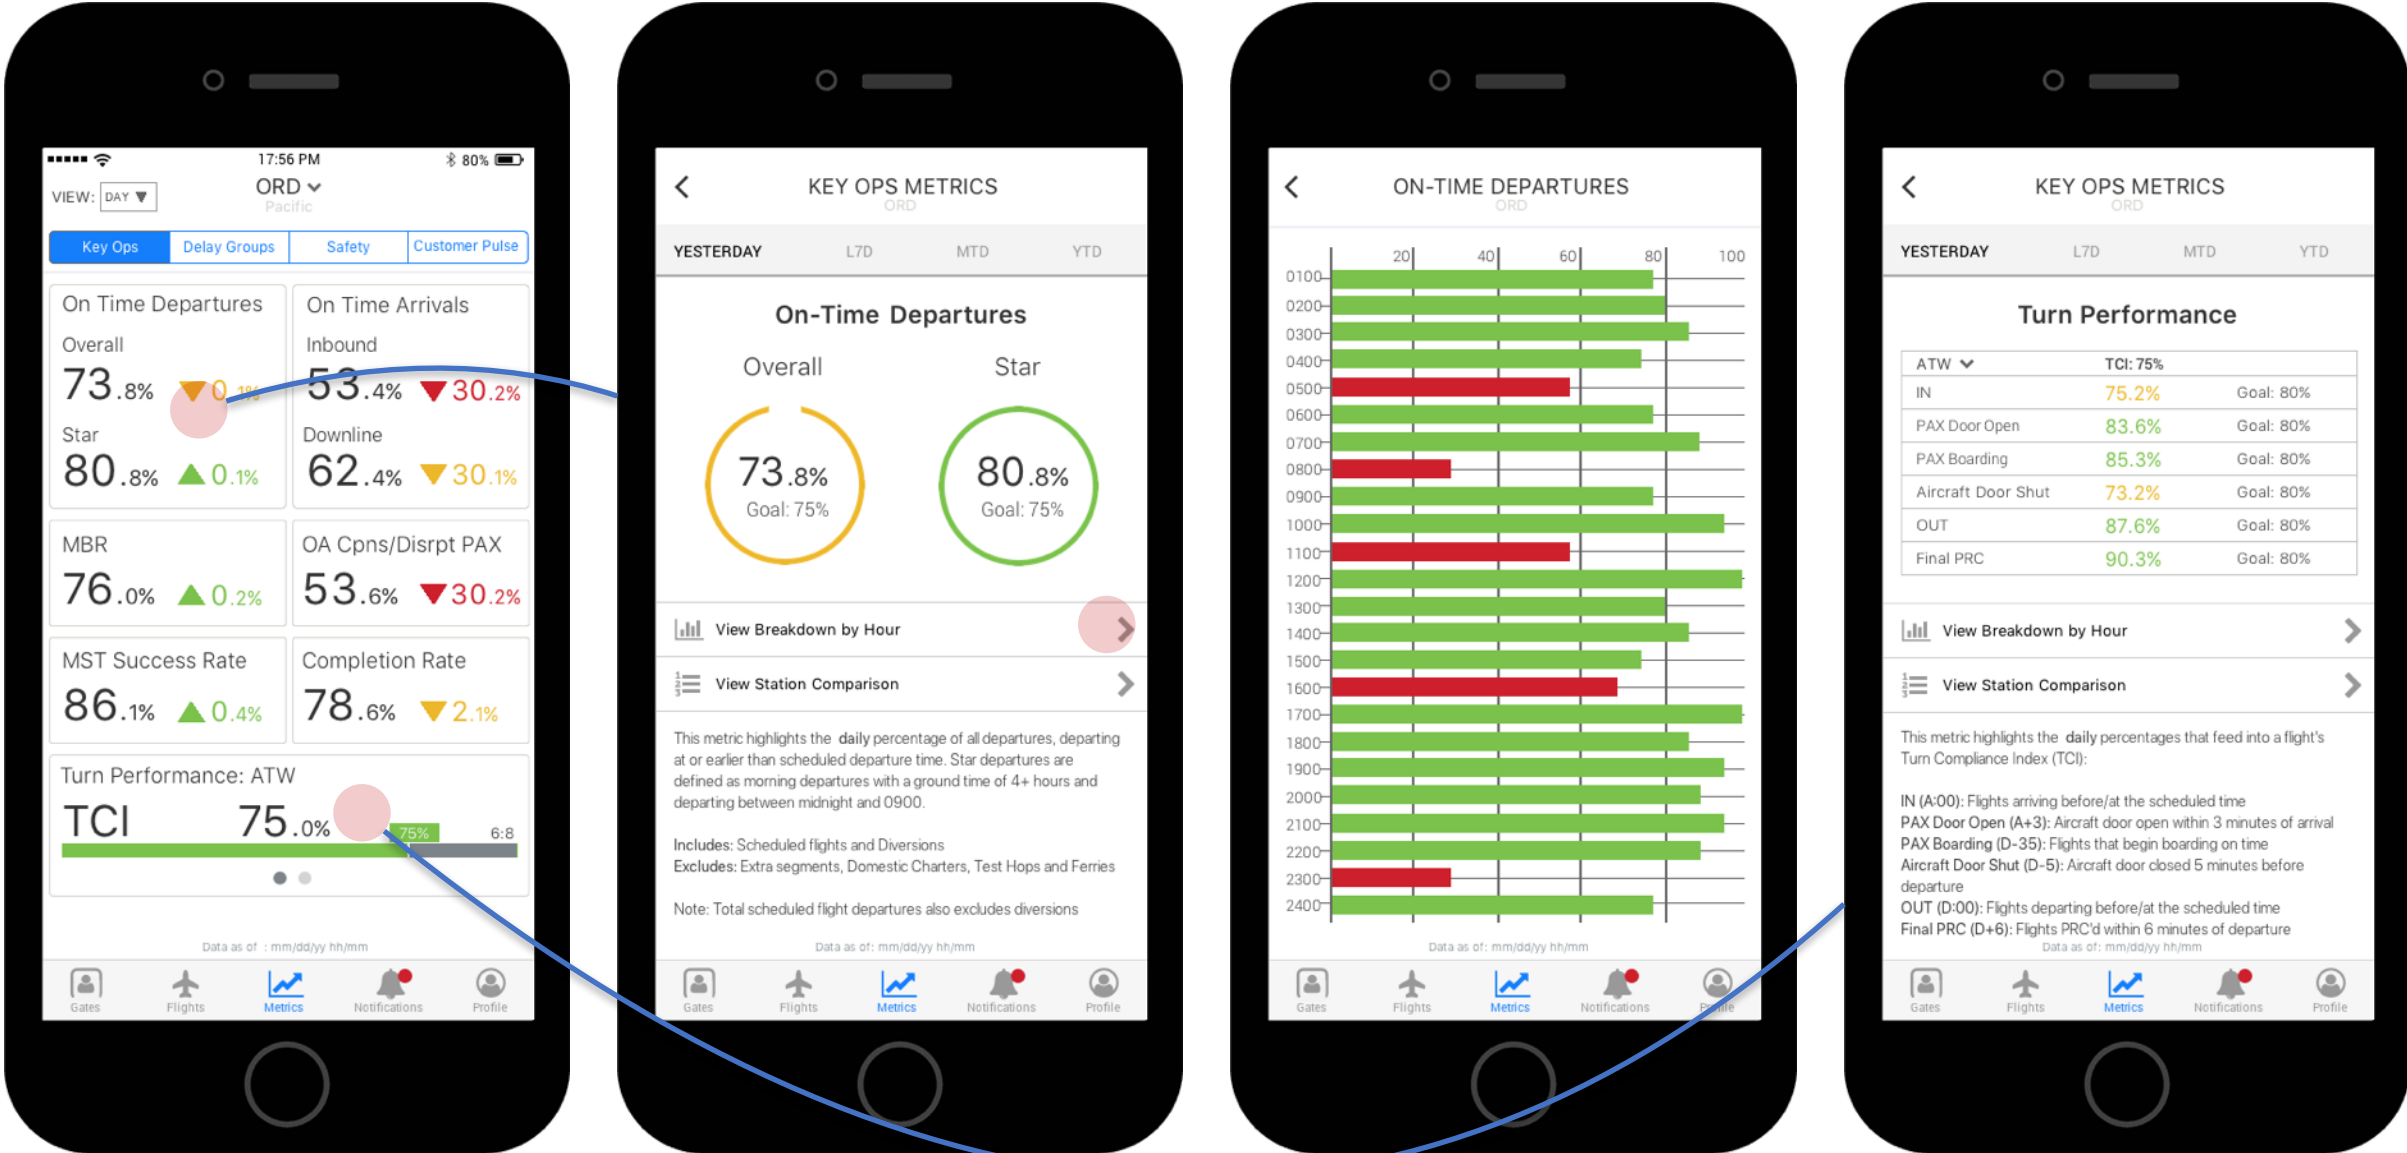 17:56 PM
80%
VIEW: DAY ▼
ORD
Pacific
Key Ops
Delay Groups
Safety
Customer Pulse
On Time Departures
Overall
73.8% ▼0.1%
Star
80.8% ▲0.1%
On Time Arrivals
Inbound
53.4% ▼30.2%
Downline
62.4% ▼30.1%
MBR
76.0% ▲0.2%
OA Cpns/Disrpt PAX
53.6% ▼30.2%
MST Success Rate
86.1% ▲0.4%
Completion Rate
78.6% ▼2.1%
Turn Performance: ATW
TCI 75.0%
75%
6:8
Data as of : mm/dd/yy hh/mm
Gates
Flights
Metrics
Notifications
Profile
KEY OPS METRICS
ORD
YESTERDAY
L7D
MTD
YTD
On-Time Departures
Overall
Star
73.8%
Goal: 75%
80.8%
Goal: 75%
View Breakdown by Hour
1
2
3
View Station Comparison
This metric highlights the daily percentage of all departures, departing
at or earlier than scheduled departure time. Star departures are
defined as morning departures with a ground time of 4+ hours and
departing between midnight and 0900.
Includes: Scheduled flights and Diversions
Excludes: Extra segments, Domestic Charters, Test Hops and Ferries
Note: Total scheduled flight departures also excludes diversions
Data as of: mm/dd/yy hh/mm
Gates
Flights
Metrics
Notifications
Profile
ON-TIME DEPARTURES
ORD
20 40 60 80 100
0100
0200
0300
0400
0500
0600
0700
0800
0900
1000
1100
1200
1300
1400
1500
1600
1700
1800
1900
2000
2100
2200
2300
2400
Data as of: mm/dd/yy hh/mm
Gates
Flights
Metrics
Notifications
Profile
KEY OPS METRICS
ORD
YESTERDAY
L7D
MTD
YTD
Turn Performance
ATW TCI: 75%
IN 75.2% Goal: 80%
PAX Door Open 83.6% Goal: 80%
PAX Boarding 85.3% Goal: 80%
Aircraft Door Shut 73.2% Goal: 80%
OUT 87.6% Goal: 80%
Final PRC 90.3% Goal: 80%
View Breakdown by Hour
1
2
3
View Station Comparison
This metric highlights the daily percentages that feed into a flight's
Turn Compliance Index (TCI):
IN (A:00): Flights arriving before/at the scheduled time
PAX Door Open (A+3): Aircraft door open within 3 minutes of arrival
PAX Boarding (D-35): Flights that begin boarding on time
Aircraft Door Shut (D-5): Aircraft door closed 5 minutes before
departure
OUT (D:00): Flights departing before/at the scheduled time
Final PRC (D+6): Flights PRC'd within 6 minutes of departure
Data as of: mm/dd/yy hh/mm
Gates
Flights
Metrics
Notifications
Profile